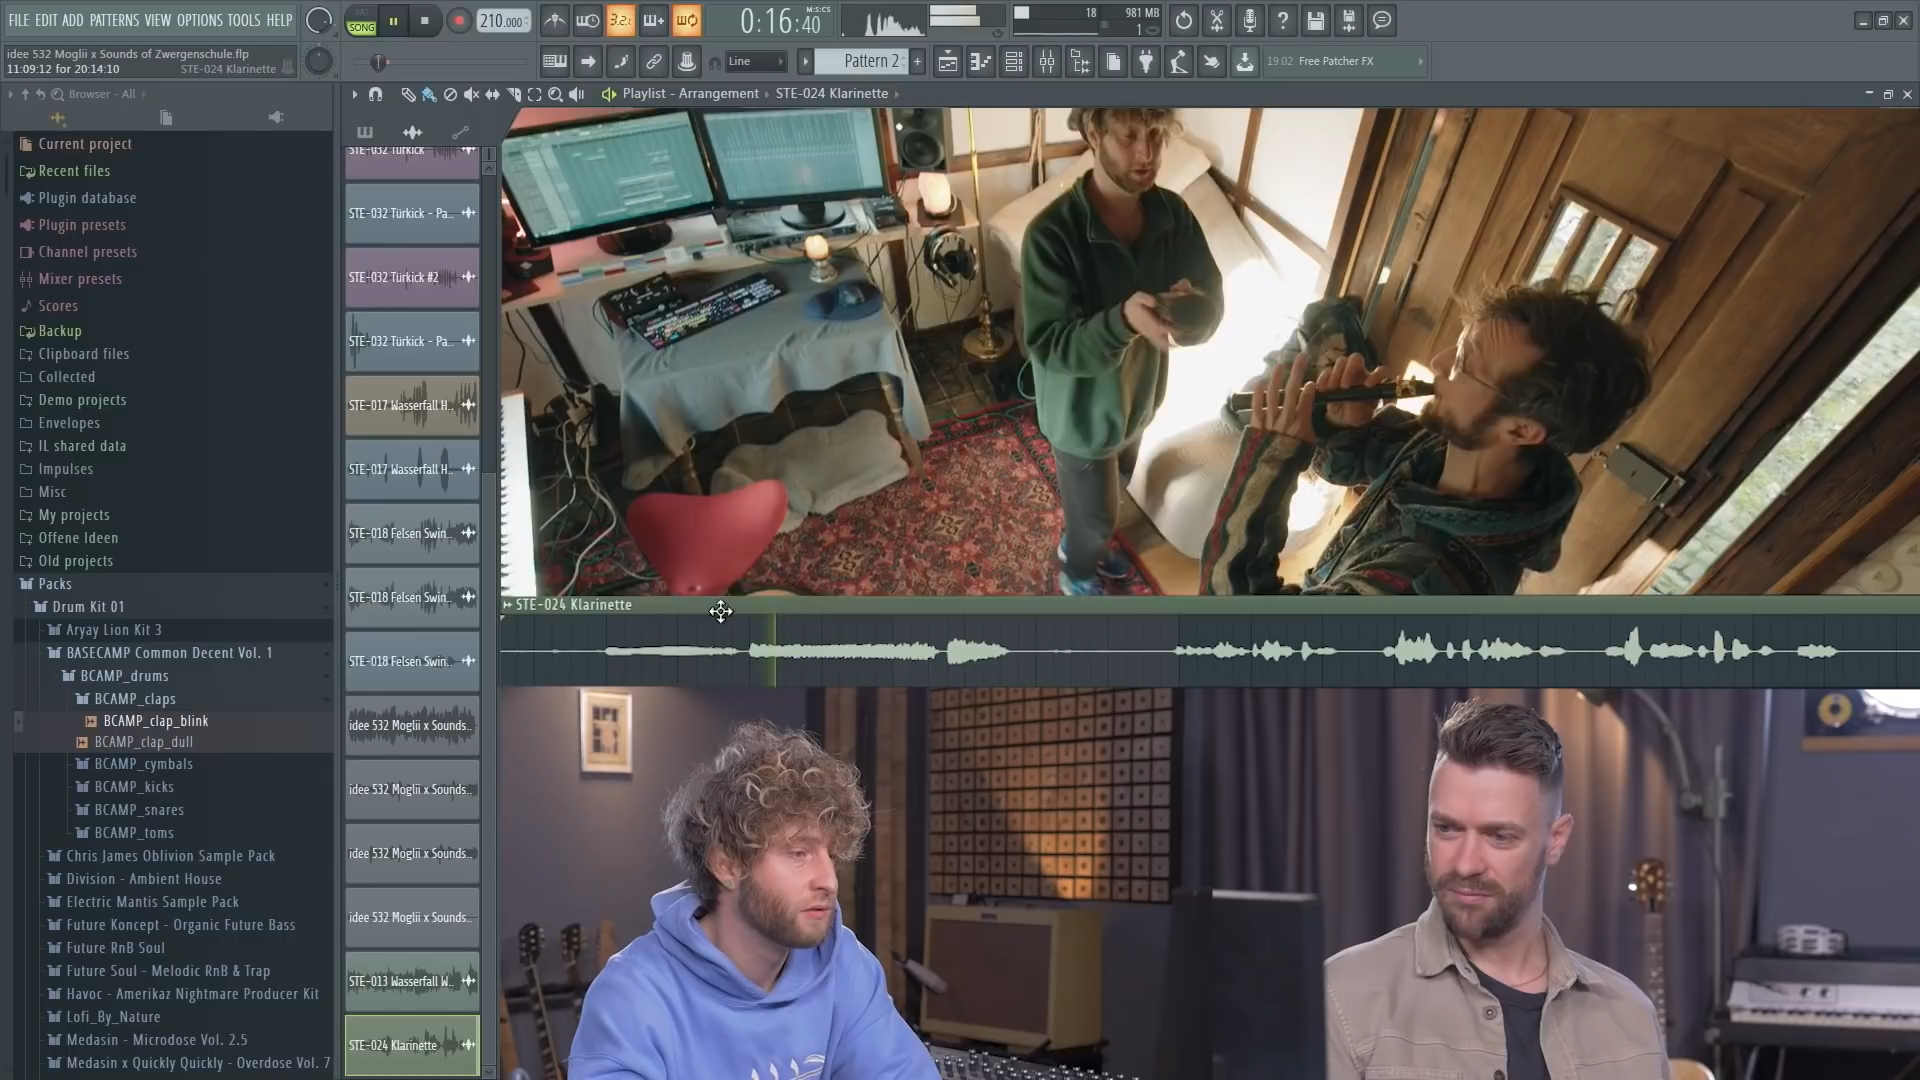 FILE EDIT ADD PATTERNS VIEW OPTIONS TOOLS HELP
PAT
SONG
210.000
3.2.
0:16:40
M:S:CS
18
981 MB
1
idee 532 Moglii x Sounds of Zwergenschule.flp
11:09:12 for 20:14:10
STE-024 Klarinette
Line
Pattern 2
19.02 Free Patcher FX
Browser - All
Playlist - Arrangement
STE-024 Klarinette
Current project
Recent files
Plugin database
Plugin presets
Channel presets
Mixer presets
Scores
Backup
Clipboard files
Collected
Demo projects
Envelopes
IL shared data
Impulses
Misc
My projects
Offene Ideen
Old projects
Packs
Drum Kit 01
Aryay Lion Kit 3
BASECAMP Common Decent Vol. 1
BCAMP_drums
BCAMP_claps
BCAMP_clap_blink
BCAMP_clap_dull
BCAMP_cymbals
BCAMP_kicks
BCAMP_snares
BCAMP_toms
Chris James Oblivion Sample Pack
Division - Ambient House
Electric Mantis Sample Pack
Future Koncept - Organic Future Bass
Future RnB Soul
Future Soul - Melodic RnB & Trap
Havoc - Amerikaz Nightmare Producer Kit
Lofi_By_Nature
Medasin - Microdose Vol. 2.5
Medasin x Quickly Quickly - Overdose Vol. 7
STE-032 Türkick
STE-032 Türkick - Pa..
STE-032 Türkick #2
STE-032 Türkick - Pa..
STE-017 Wasserfall H..
STE-017 Wasserfall H..
STE-018 Felsen Swin..
STE-018 Felsen Swin..
STE-018 Felsen Swin..
idee 532 Moglii x Sounds..
idee 532 Moglii x Sounds..
idee 532 Moglii x Sounds..
idee 532 Moglii x Sounds..
STE-013 Wasserfall W..
STE-024 Klarinette
STE-024 Klarinette